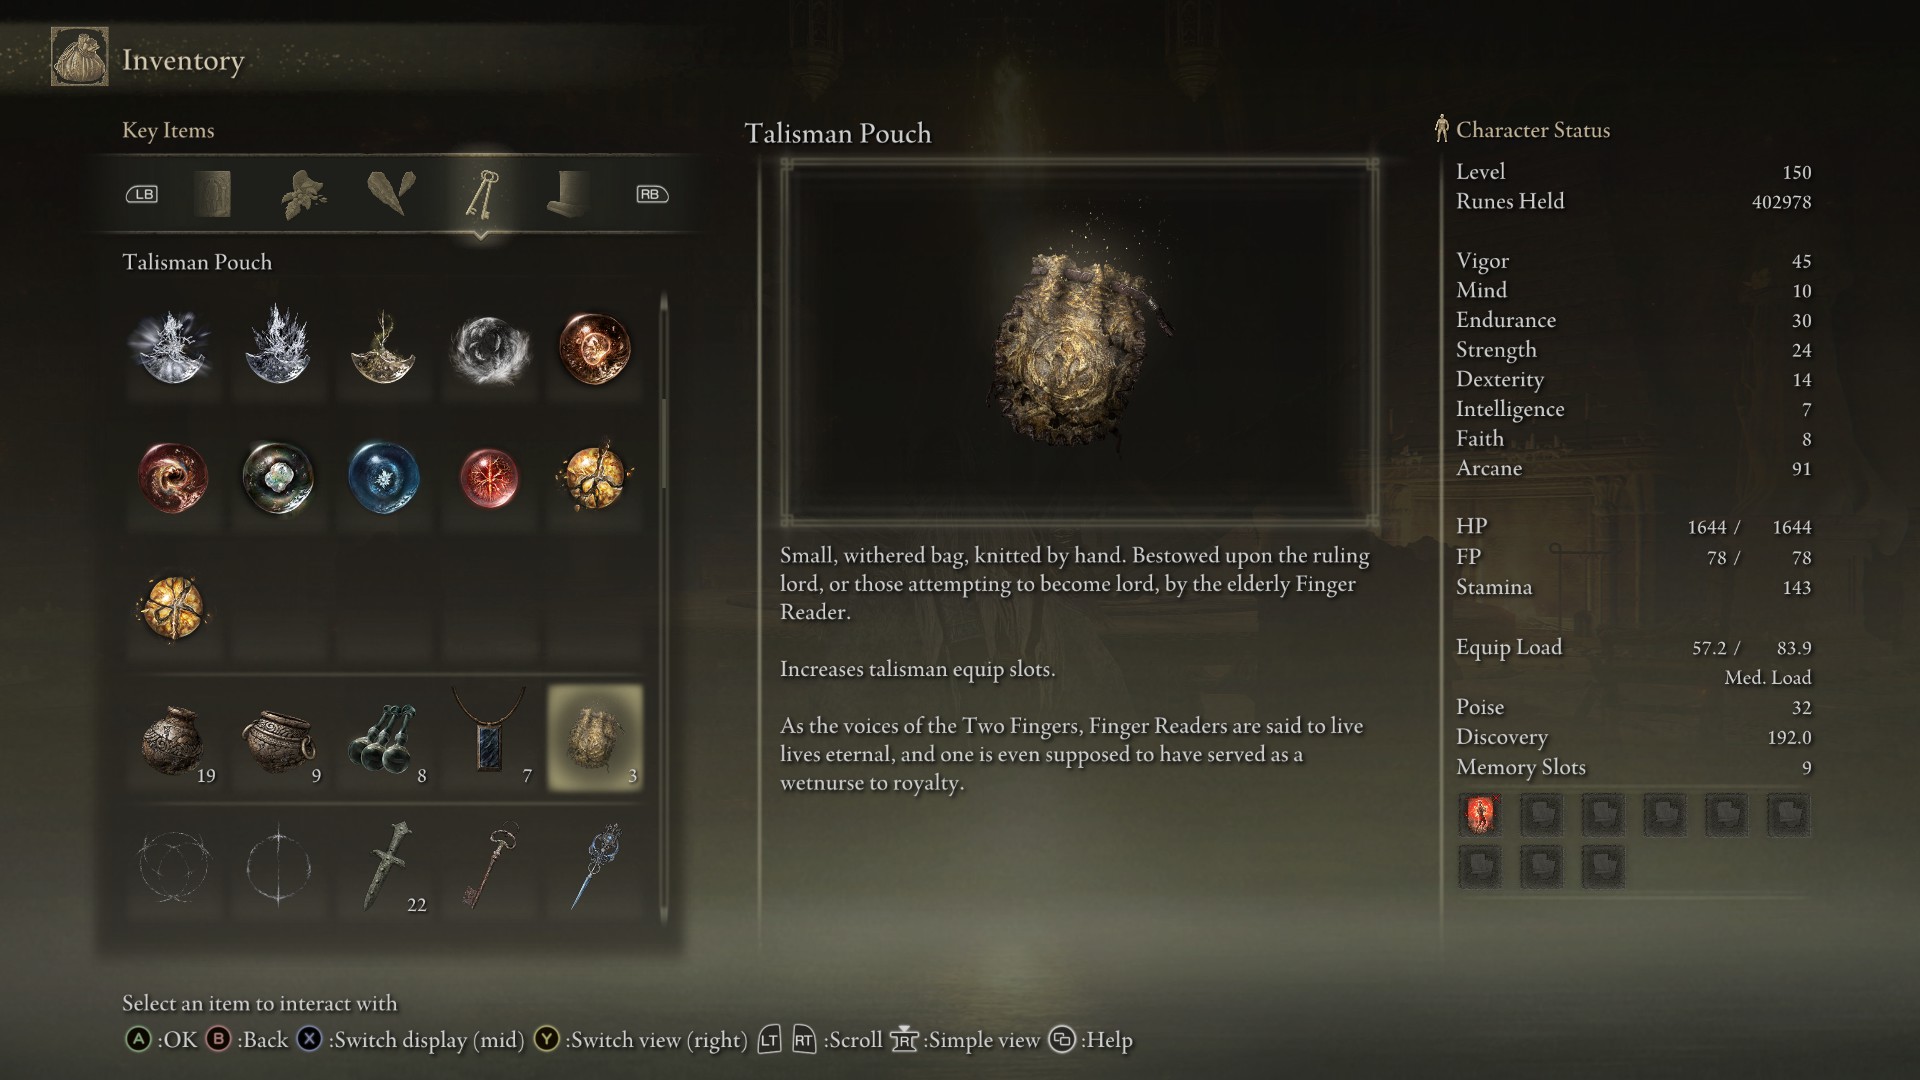 Inventory
Key Items
LB
RB
Talisman Pouch
19
9
8
7
3
22
Talisman Pouch
Small, withered bag, knitted by hand. Bestowed upon the ruling
lord, or those attempting to become lord, by the elderly Finger
Reader.
Increases talisman equip slots.
As the voices of the Two Fingers, Finger Readers are said to live
lives eternal, and one is even supposed to have served as a
wetnurse to royalty.
Character Status
Level 150
Runes Held 402978
Vigor 45
Mind 10
Endurance 30
Strength 24
Dexterity 14
Intelligence 7
Faith 8
Arcane 91
HP 1644 / 1644
FP 78 / 78
Stamina 143
Equip Load 57.2 / 83.9
Med. Load
Poise 32
Discovery 192.0
Memory Slots 9
Select an item to interact with
A :OK B :Back X :Switch display (mid) Y :Switch view (right) LT RT :Scroll R :Simple view :Help